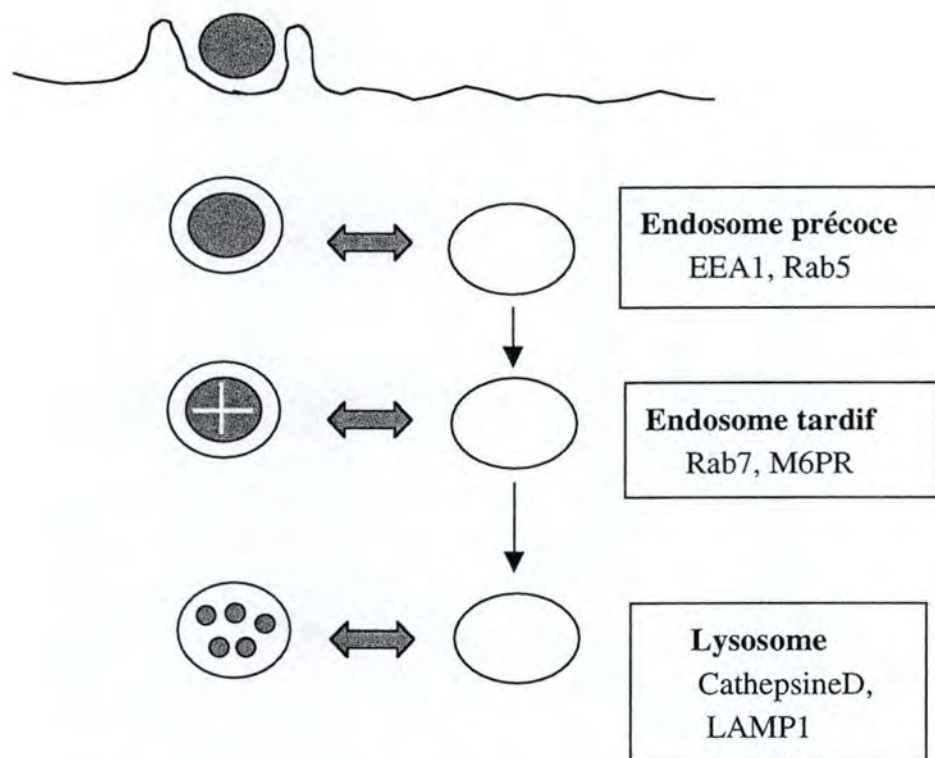 Endosome précoce
EEA1, Rab5
Endosome tardif
Rab7, M6PR
Lysosome
CathepsineD,
LAMP1